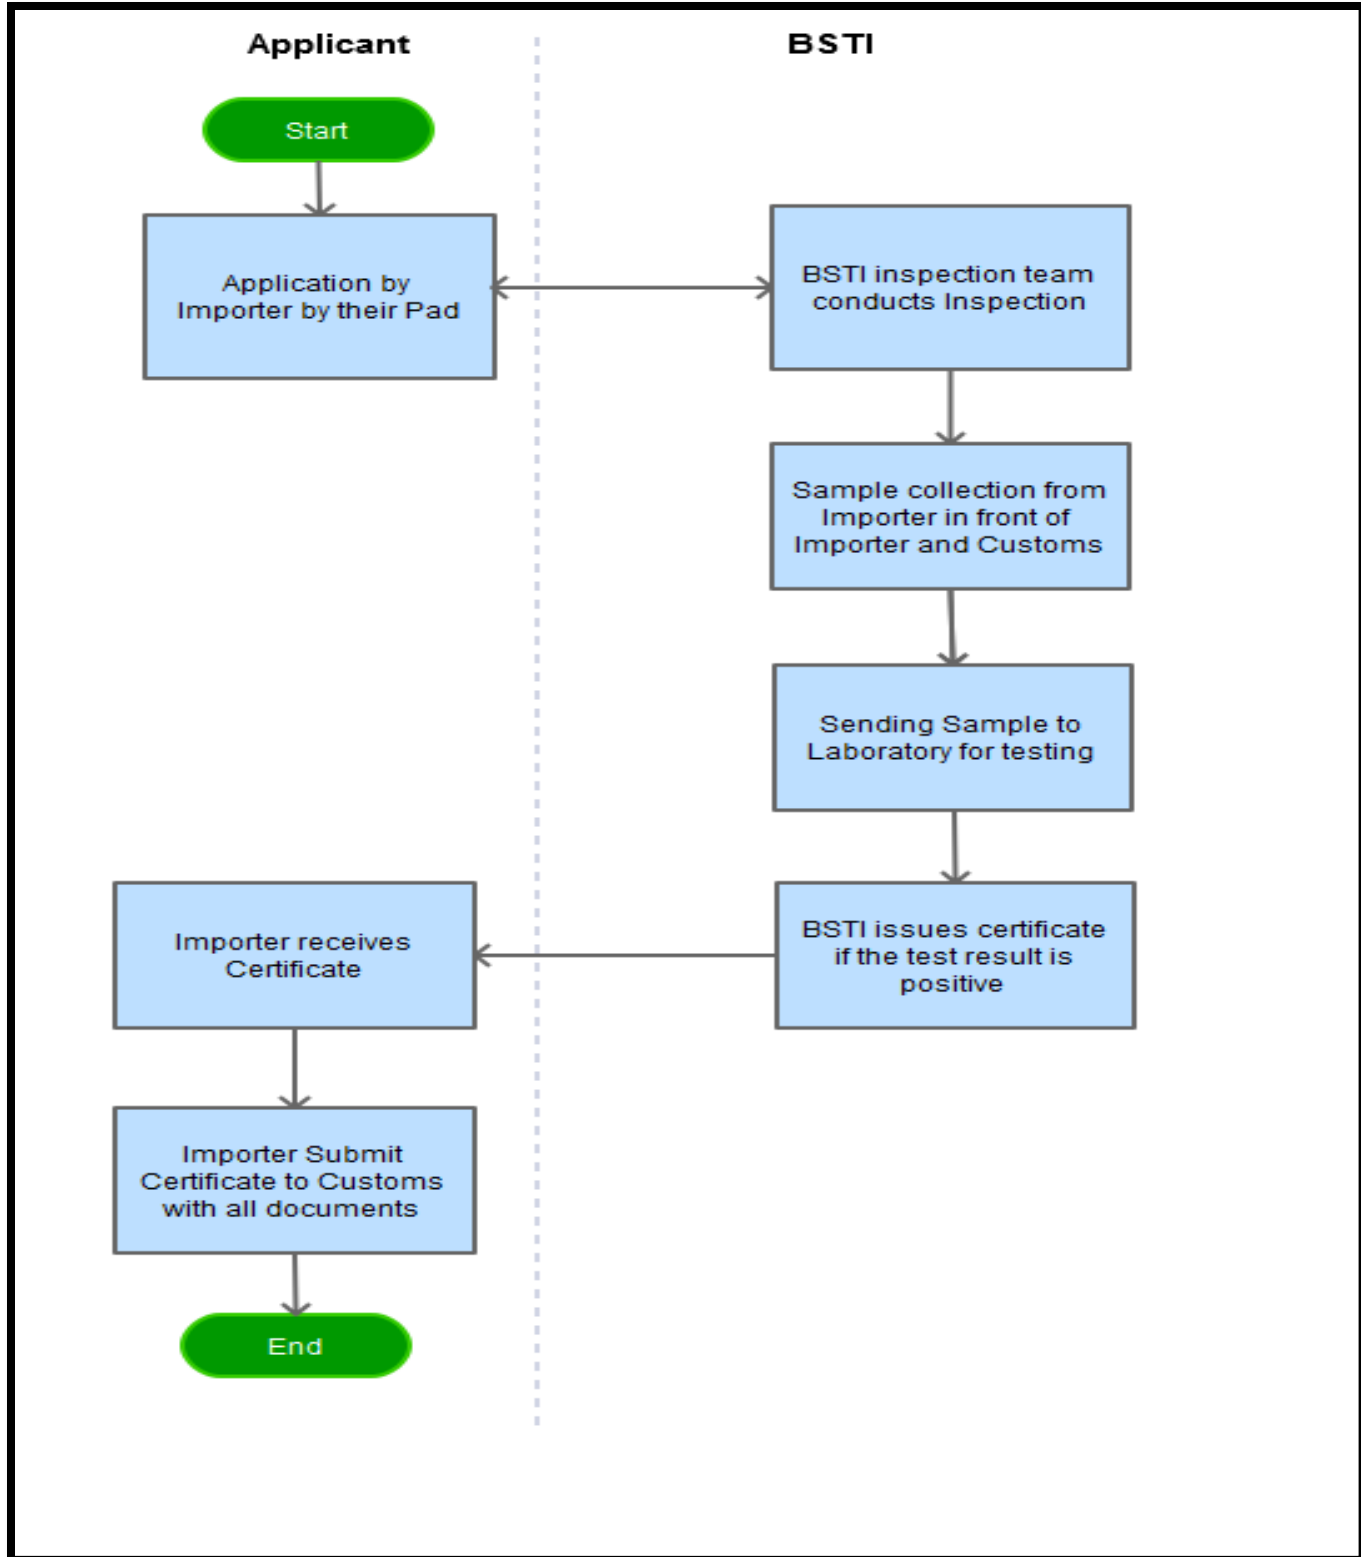 Applicant
BSTI
Start
Application by
Importer by their Pad
BSTI inspection team
conducts Inspection
Sample collection from
Importer in front of
Importer and Customs
Sending Sample to
Laboratory for testing
BSTI issues certificate
if the test result is
positive
Importer receives
Certificate
Importer Submit
Certificate to Customs
with all documents
End